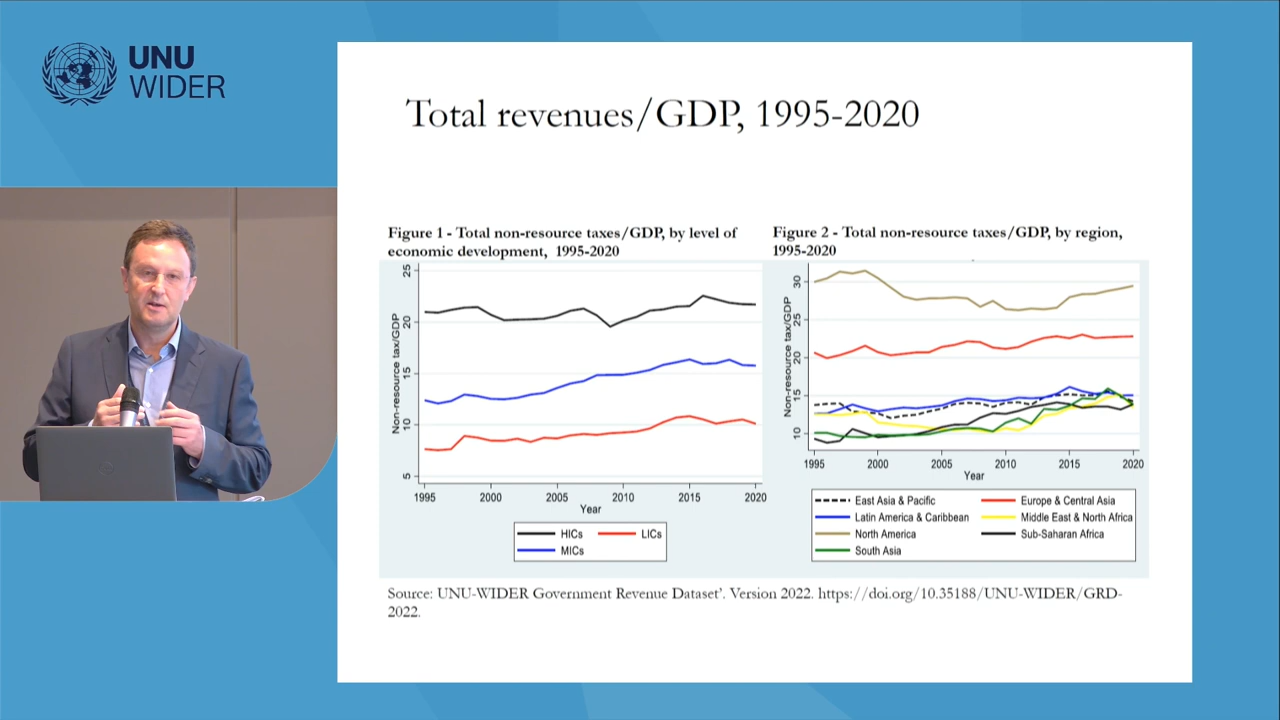 UNU
WIDER
Total revenues/GDP, 1995-2020
Figure 1 - Total non-resource taxes/GDP, by level of
economic development, 1995-2020
25
20
15
10
5
Non-resource tax/GDP
1995
2000
2005
2010
2015
2020
Year
HICs
LICs
MICs
Figure 2 - Total non-resource taxes/GDP, by region,
1995-2020
30
25
20
15
10
Non-resource tax/GDP
1995
2000
2005
2010
2015
2020
Year
East Asia & Pacific
Europe & Central Asia
Latin America & Caribbean
Middle East & North Africa
North America
Sub-Saharan Africa
South Asia
Source: UNU-WIDER Government Revenue Dataset’. Version 2022. https://doi.org/10.35188/UNU-WIDER/GRD-
2022.